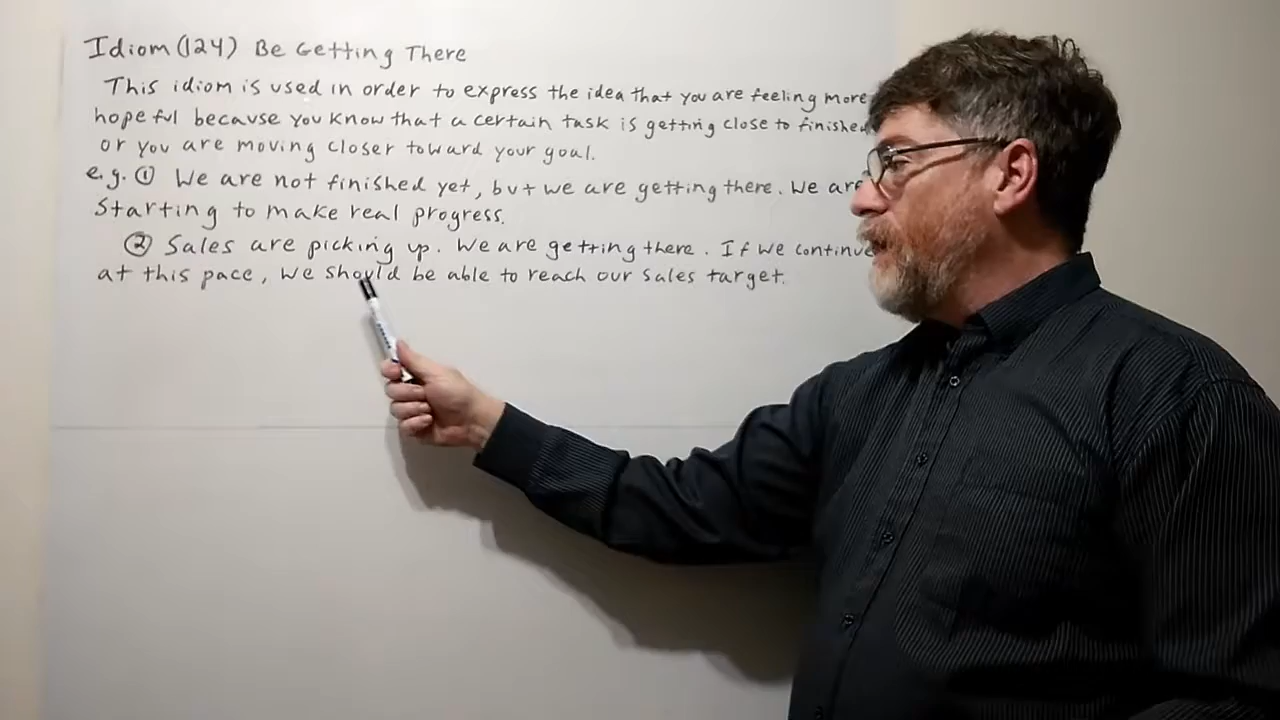 Idiom (124) Be Getting There
This idiom is used in order to express the idea that you are feeling more
hopeful because you know that a certain task is getting close to finished
or you are moving closer toward your goal.
e.g. ① We are not finished yet, but we are getting there. We are
starting to make real progress.
② Sales are picking up. We are getting there. If we continue
at this pace, we should be able to reach our sales target.